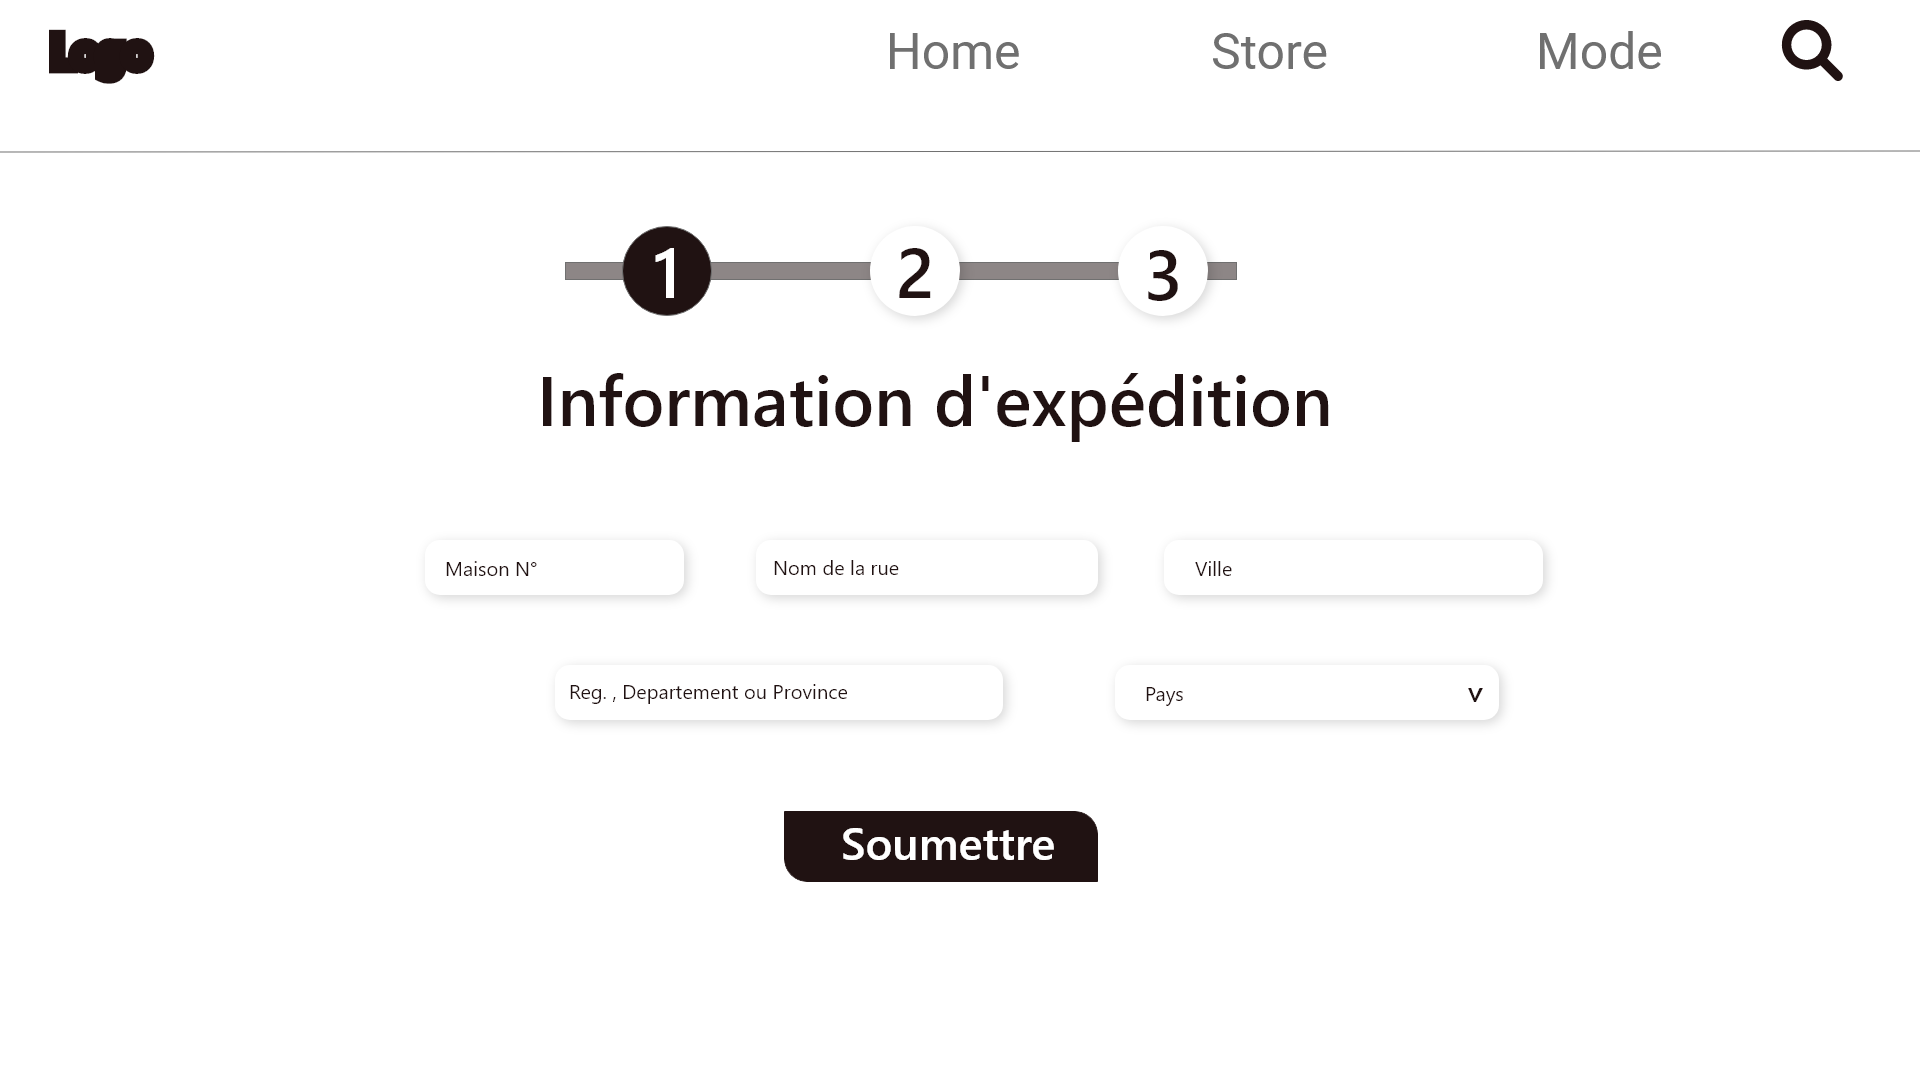 Logo Home Store Mode
1 2 3
Information d'expédition
Maison N° Nom de la rue Ville
Reg. , Departement ou Province Pays v
Soumettre